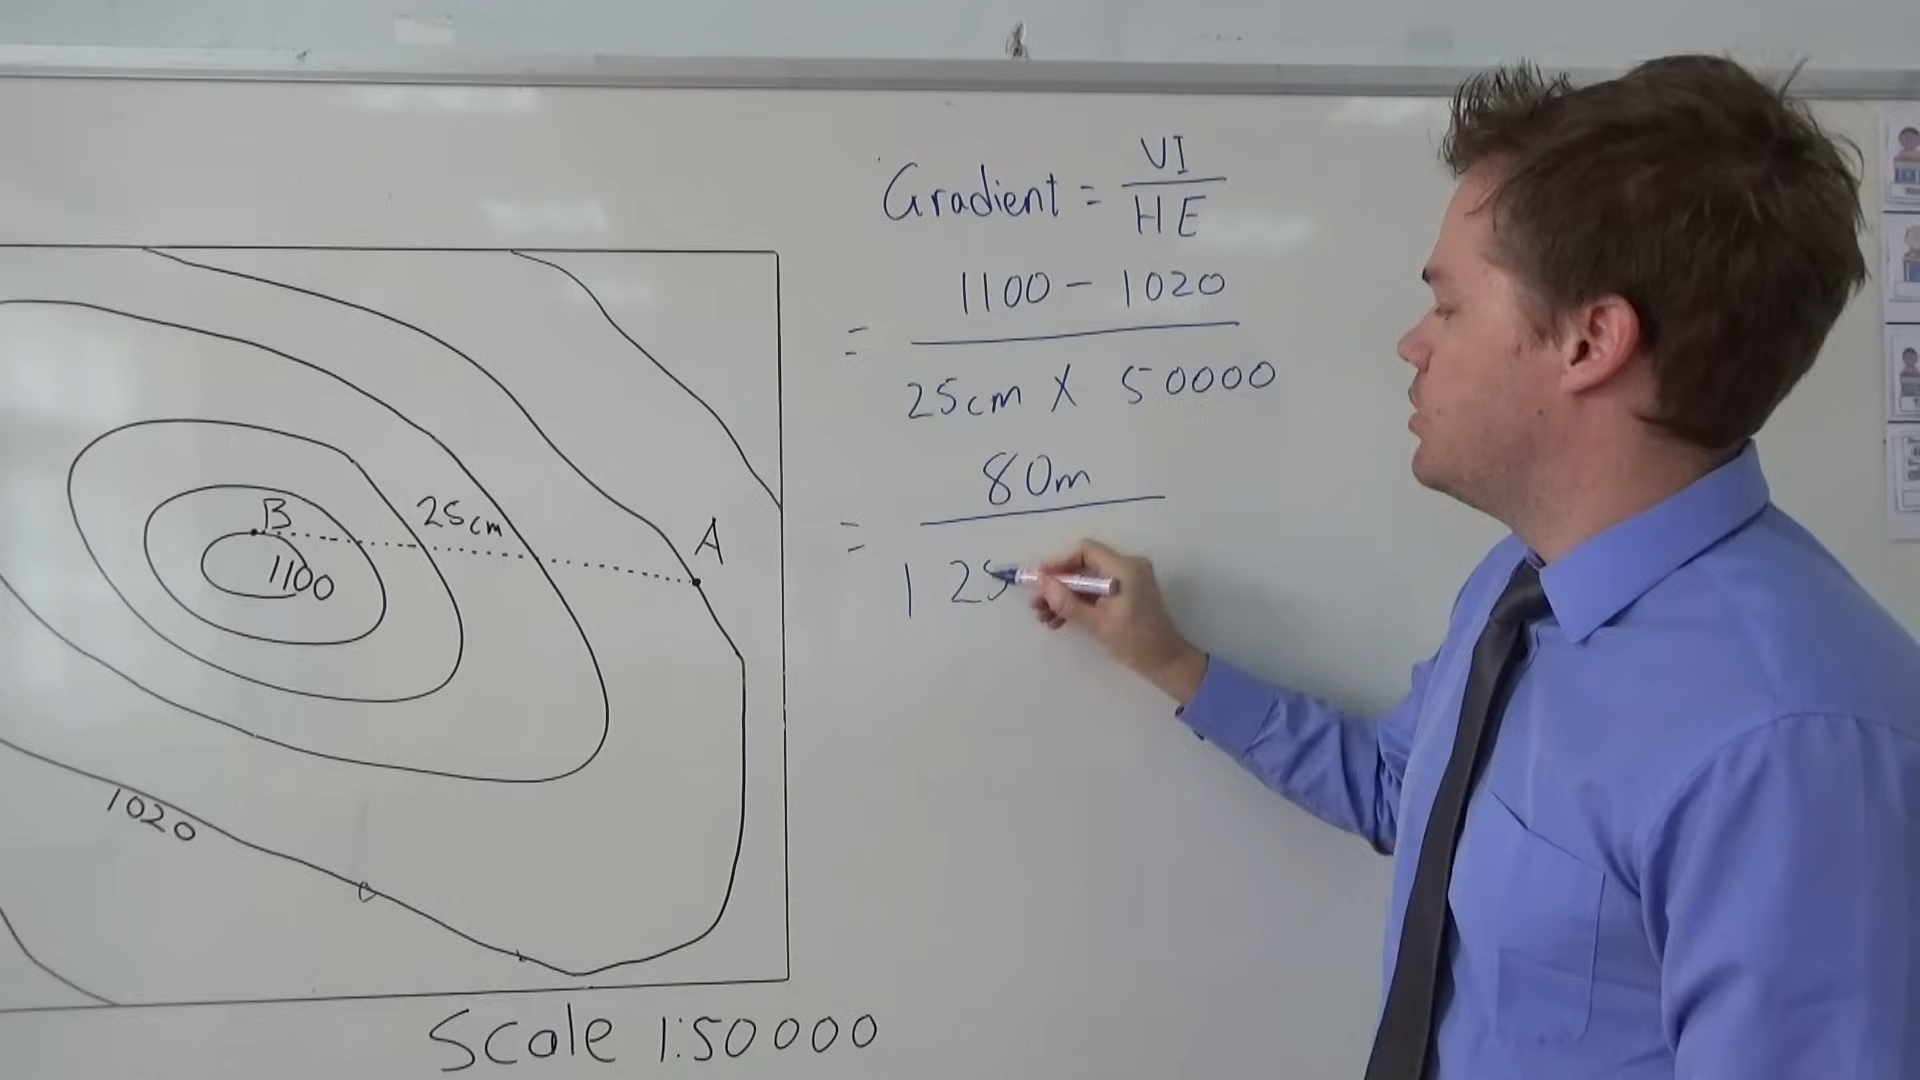 Gradient = VI
HE
= 1100 - 1020
25cm X 50000
= 80m
1 25
B
25cm
A
1100
1020
Scale 1:50000